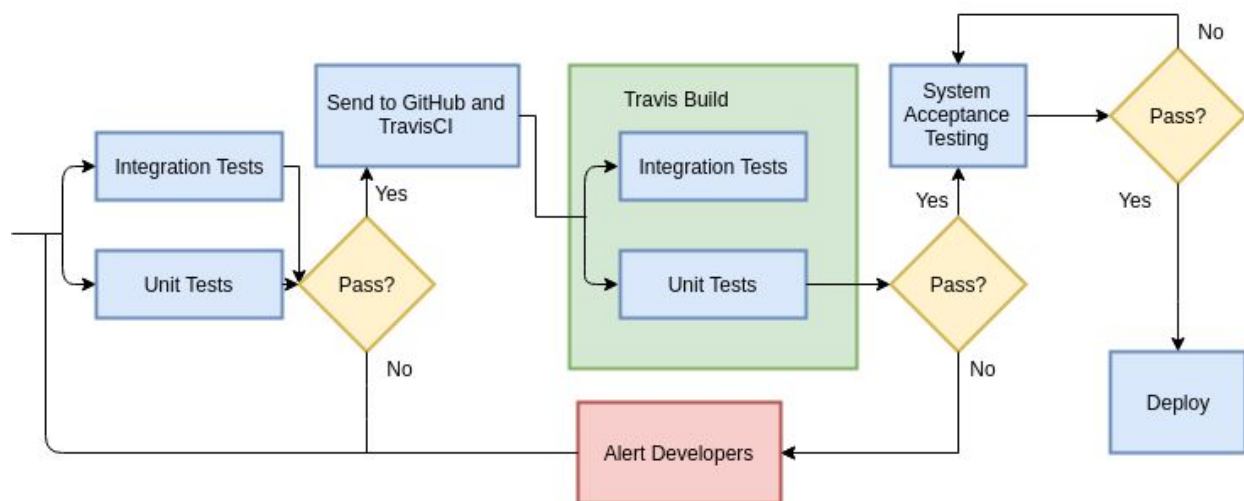 Integration Tests
Unit Tests
Pass?
Yes
No
Send to GitHub and
TravisCI
Travis Build
Integration Tests
Unit Tests
Pass?
Yes
No
Alert Developers
System
Acceptance
Testing
Pass?
No
Yes
Deploy